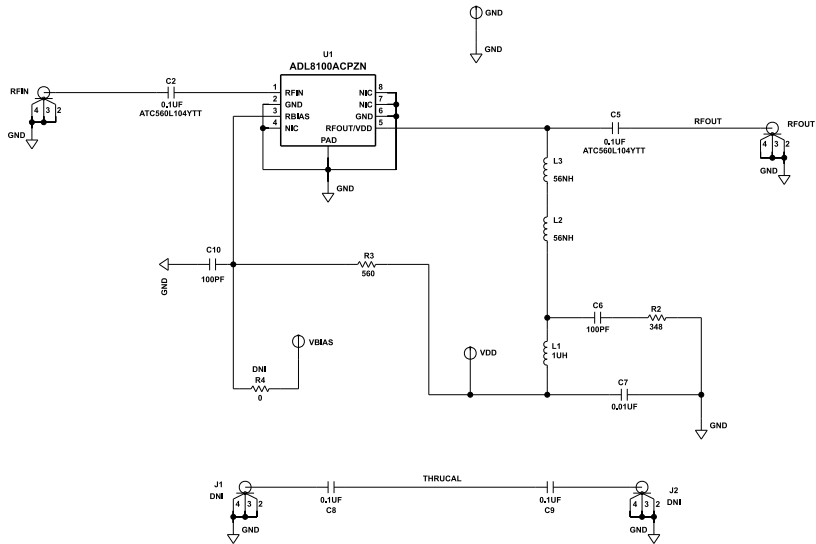 GND
GND
U1
ADL8100ACPZN
RFIN
4 3 2
GND
C2
0.1UF
ATC560L104YTT
1 RFIN
2 GND
3 RBIAS
4 NIC
NIC 8
NIC 7
GND 6
RFOUT/VDD 5
PAD
GND
C5
0.1UF
ATC560L104YTT
RFOUT
RFOUT
4 3 2
GND
L3
56NH
L2
56NH
GND
C10
100PF
R3
560
C6
100PF
R2
348
L1
1UH
VBIAS
VDD
DNI
R4
0
C7
0.01UF
GND
J1
DNI
4 3 2
GND
0.1UF
C8
THRUCAL
0.1UF
C9
J2
DNI
4 3 2
GND